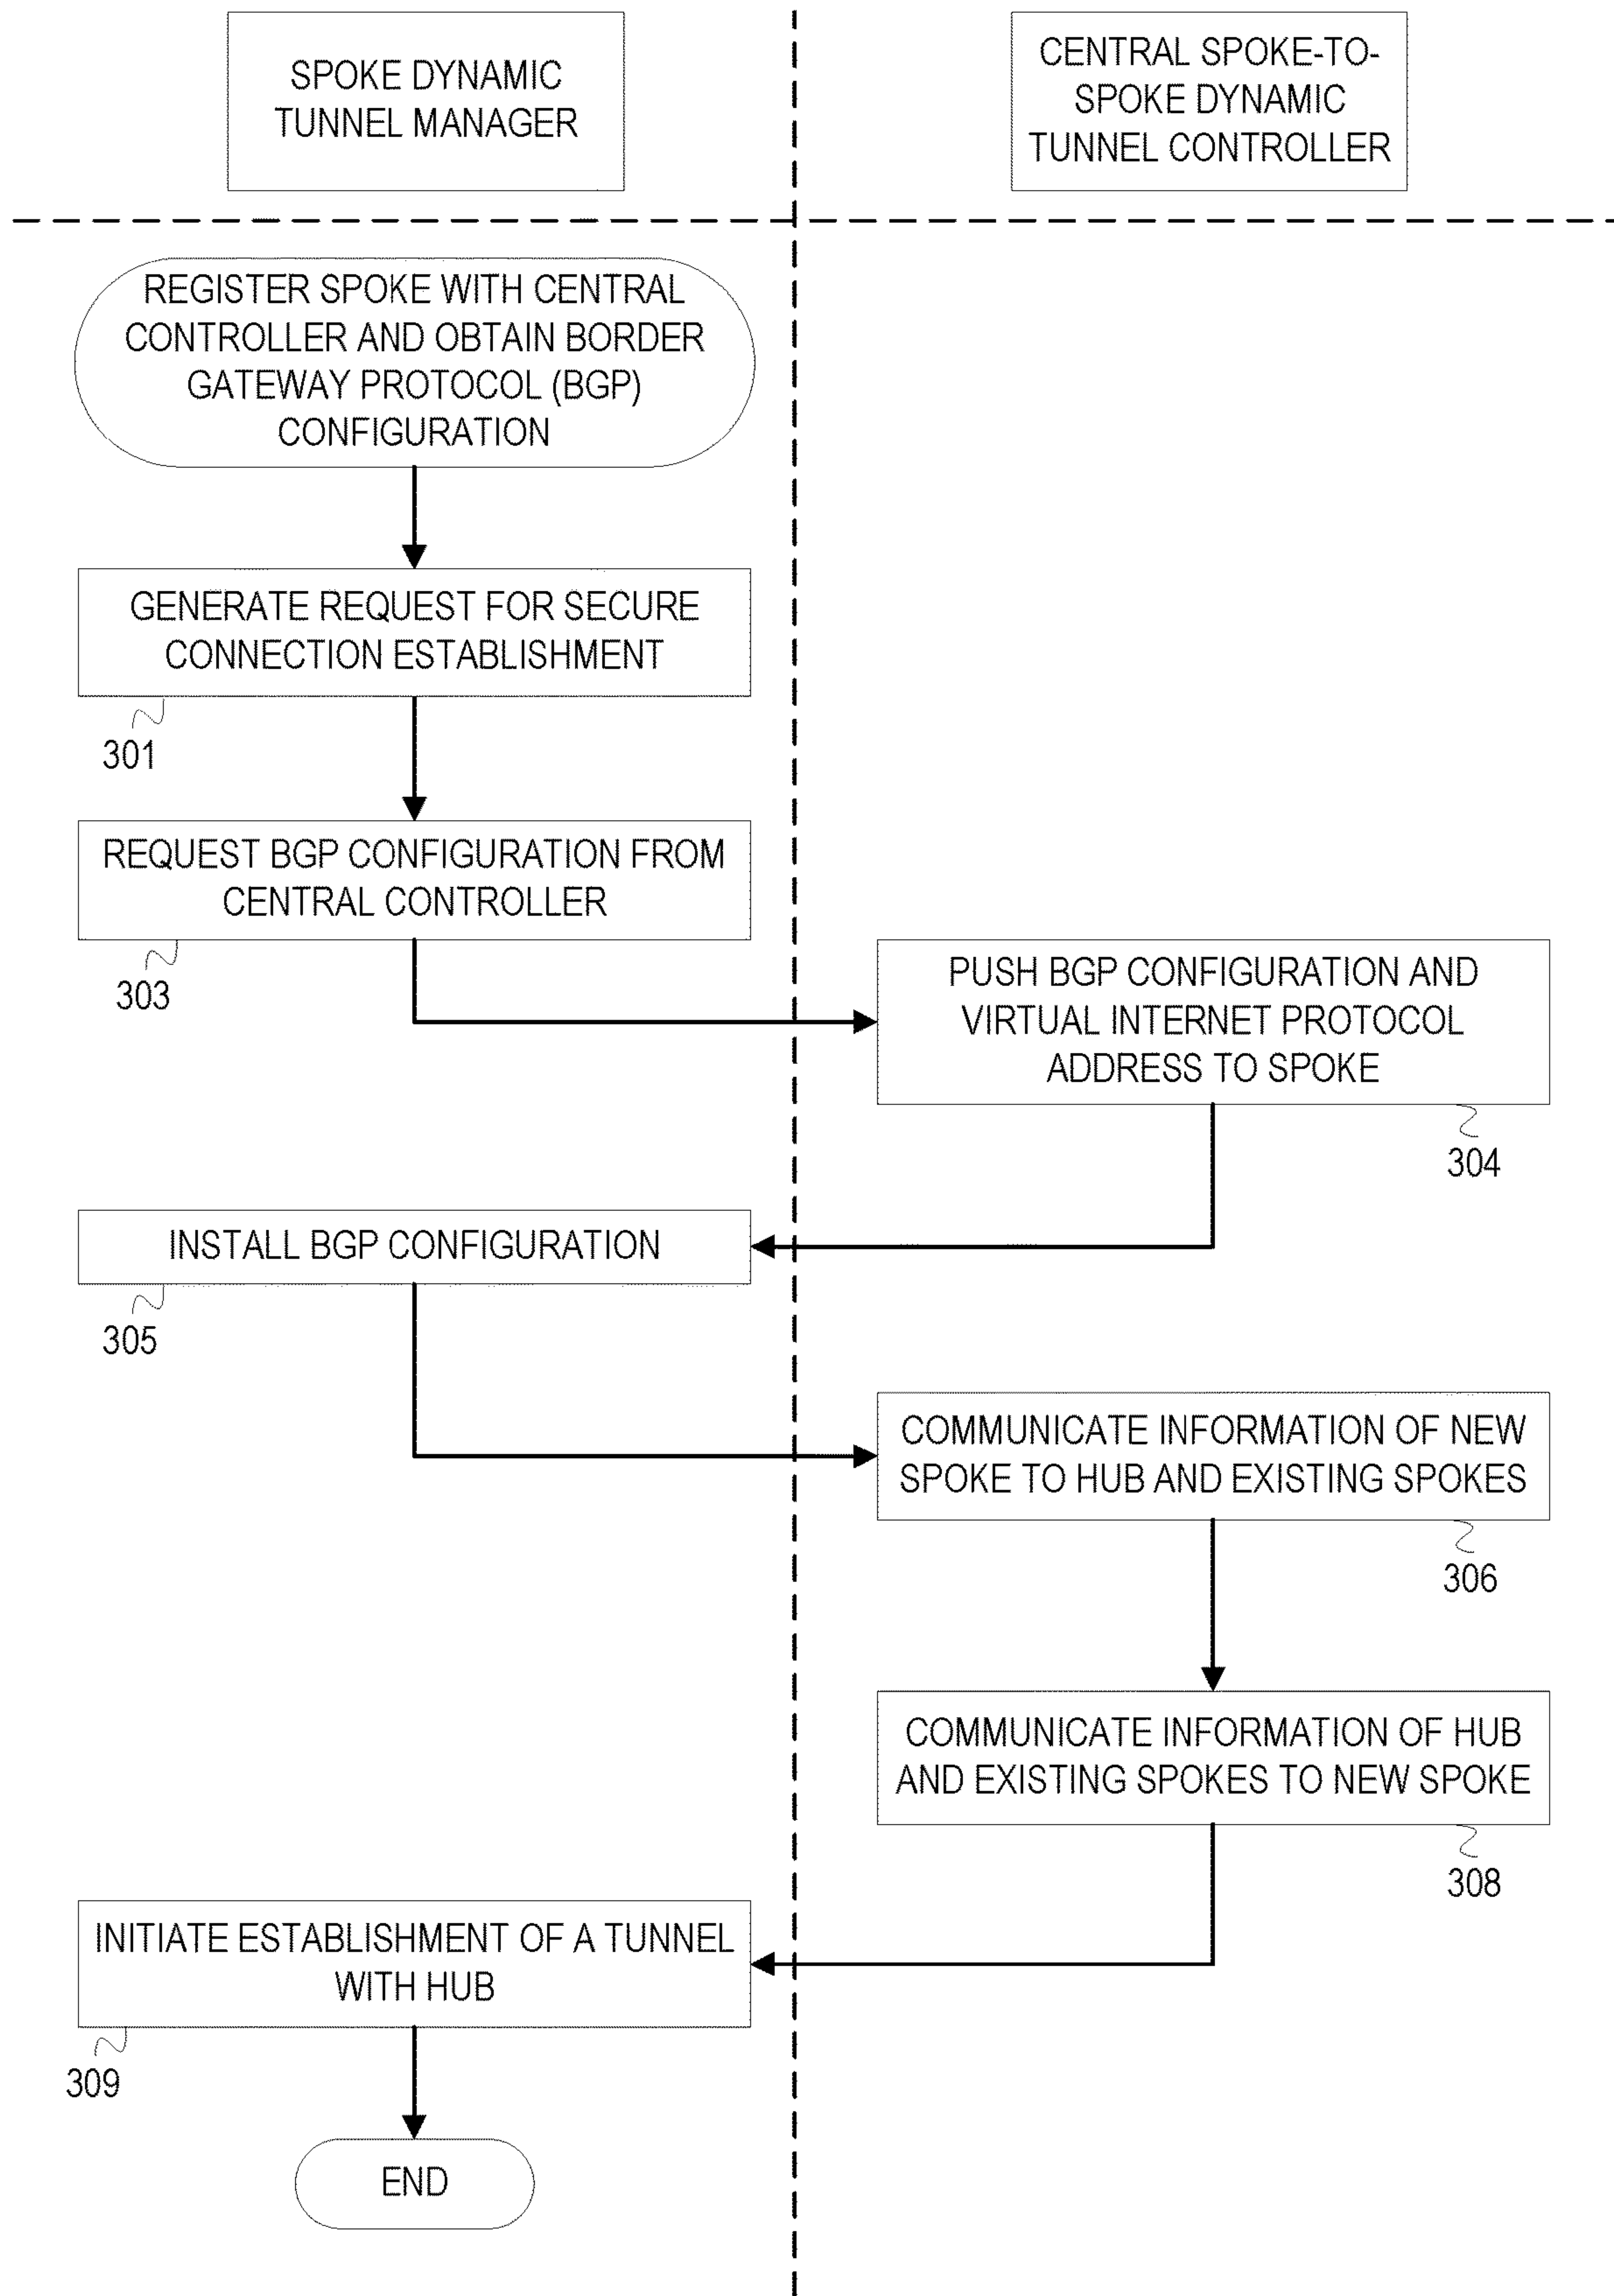 SPOKE DYNAMIC
TUNNEL MANAGER
CENTRAL SPOKE-TO-
SPOKE DYNAMIC
TUNNEL CONTROLLER
REGISTER SPOKE WITH CENTRAL
CONTROLLER AND OBTAIN BORDER
GATEWAY PROTOCOL (BGP)
CONFIGURATION
GENERATE REQUEST FOR SECURE
CONNECTION ESTABLISHMENT
301
REQUEST BGP CONFIGURATION FROM
CENTRAL CONTROLLER
303
PUSH BGP CONFIGURATION AND
VIRTUAL INTERNET PROTOCOL
ADDRESS TO SPOKE
304
INSTALL BGP CONFIGURATION
305
COMMUNICATE INFORMATION OF NEW
SPOKE TO HUB AND EXISTING SPOKES
306
COMMUNICATE INFORMATION OF HUB
AND EXISTING SPOKES TO NEW SPOKE
308
INITIATE ESTABLISHMENT OF A TUNNEL
WITH HUB
309
END